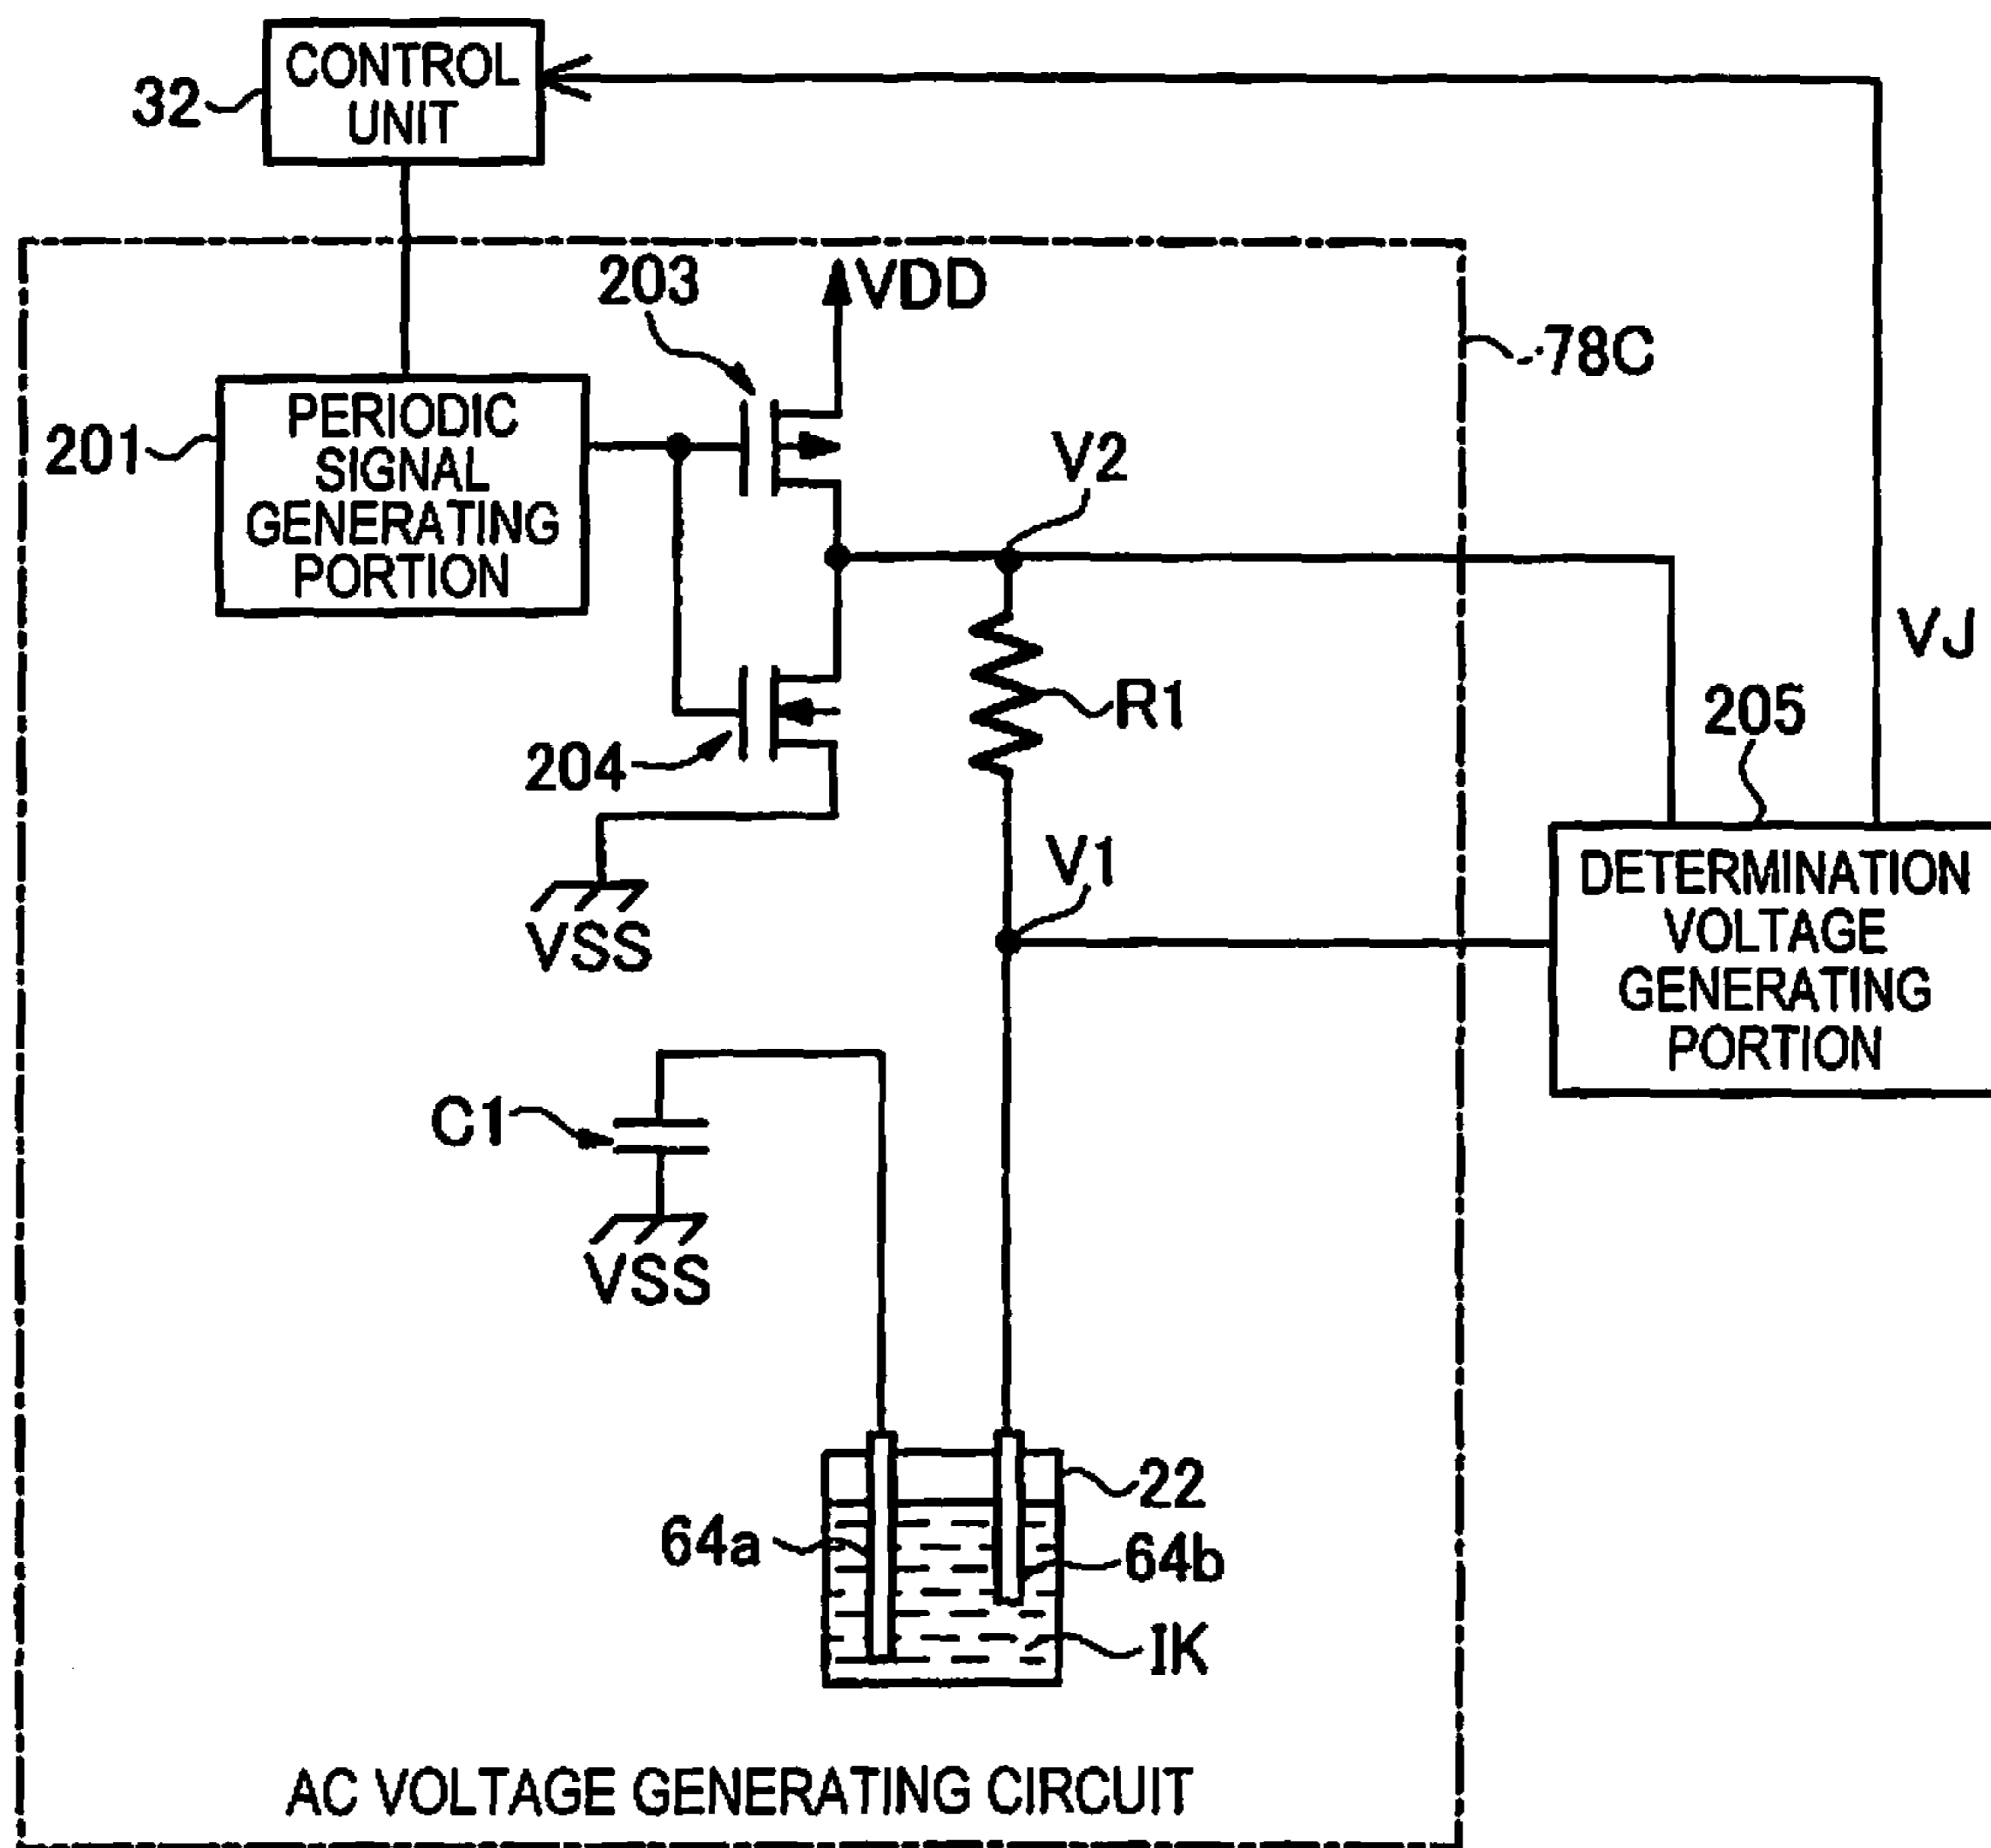 CONTROL
UNIT
32
203
VDD
78C
PERIODIC
SIGNAL
GENERATING
PORTION
201
V2
VJ
R1
205
204
V1
DETERMINATION
VOLTAGE
GENERATING
PORTION
VSS
C1
VSS
22
64a
64b
IK
AC VOLTAGE GENERATING CIRCUIT